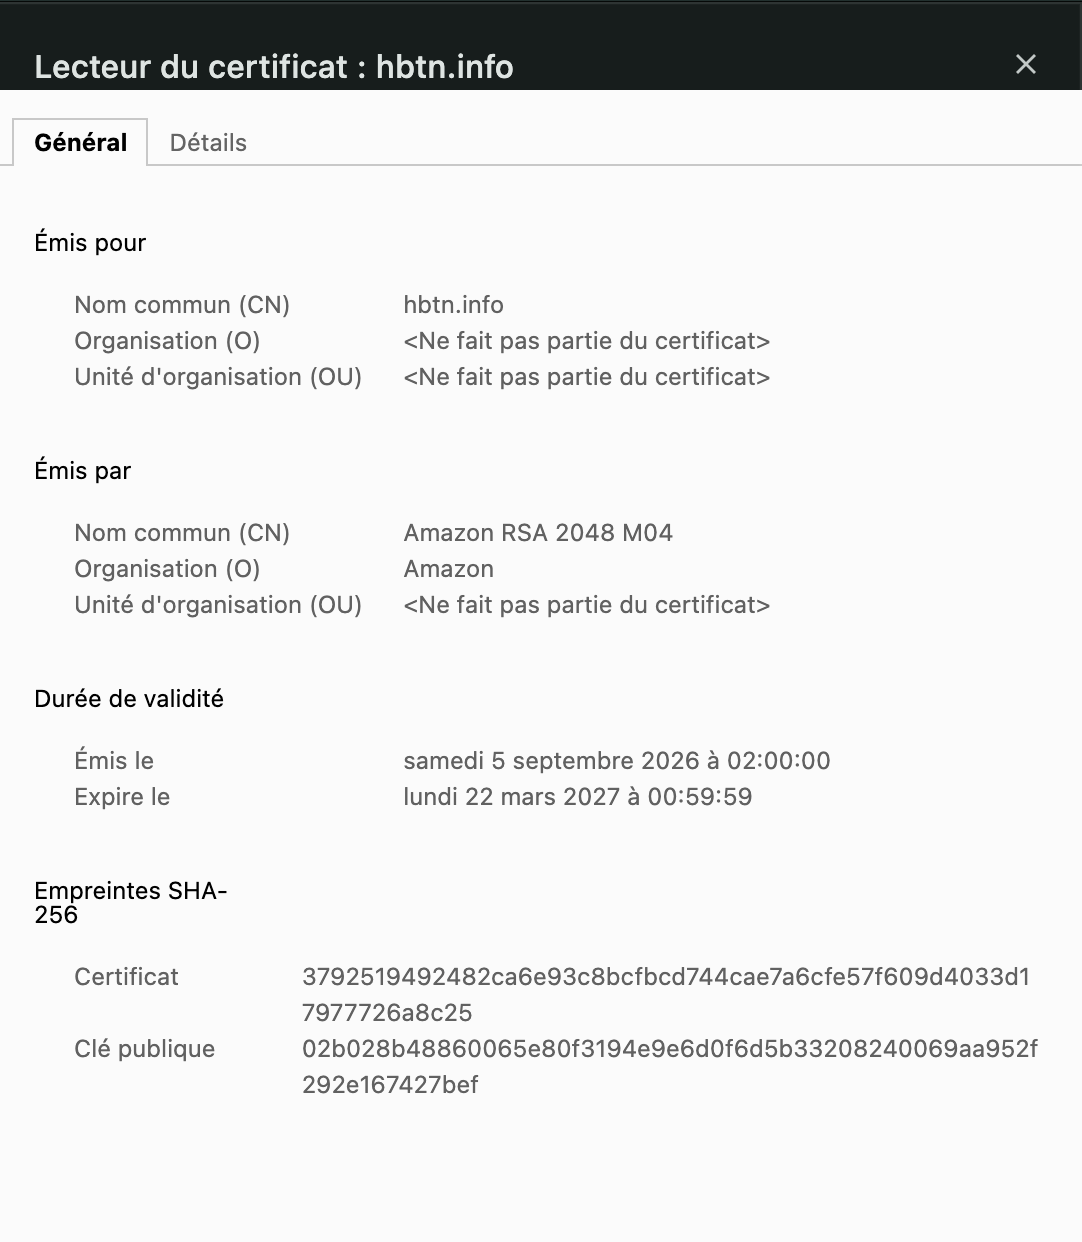 Lecteur du certificat : hbtn.info
Général
Détails
Émis pour
Nom commun (CN) hbtn.info
Organisation (O) <Ne fait pas partie du certificat>
Unité d'organisation (OU) <Ne fait pas partie du certificat>
Émis par
Nom commun (CN) Amazon RSA 2048 M04
Organisation (O) Amazon
Unité d'organisation (OU) <Ne fait pas partie du certificat>
Durée de validité
Émis le samedi 5 septembre 2026 à 02:00:00
Expire le lundi 22 mars 2027 à 00:59:59
Empreintes SHA-
256
Certificat 3792519492482ca6e93c8bcfbcd744cae7a6cfe57f609d4033d1
7977726a8c25
Clé publique 02b028b48860065e80f3194e9e6d0f6d5b33208240069aa952f
292e167427bef